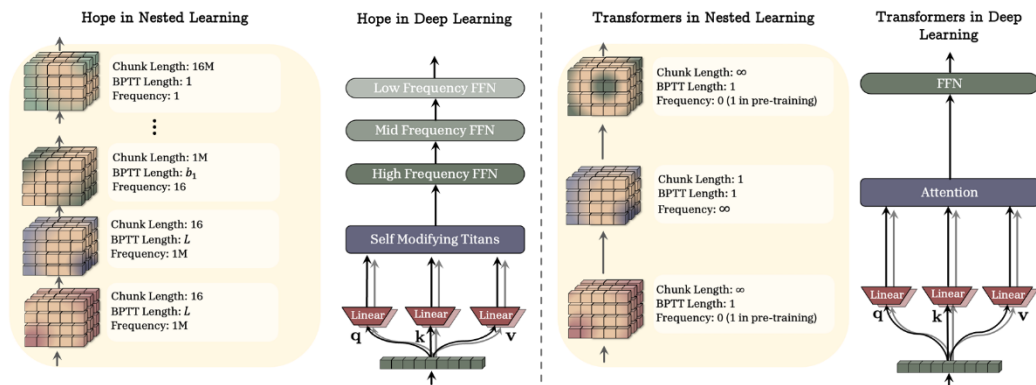 Hope in Nested Learning
Chunk Length: 16M
BPTT Length: 1
Frequency: 1
Chunk Length: 1M
BPTT Length: b₁
Frequency: 16
Chunk Length: 16
BPTT Length: L
Frequency: 1M
Chunk Length: 16
BPTT Length: L
Frequency: 1M
Hope in Deep Learning
Low Frequency FFN
Mid Frequency FFN
High Frequency FFN
Self Modifying Titans
Linear Linear Linear
q k v
Transformers in Nested Learning
Chunk Length: ∞
BPTT Length: 1
Frequency: 0 (1 in pre-training)
Chunk Length: 1
BPTT Length: 1
Frequency: ∞
Chunk Length: ∞
BPTT Length: 1
Frequency: 0 (1 in pre-training)
Transformers in Deep
Learning
FFN
Attention
Linear Linear Linear
q k v